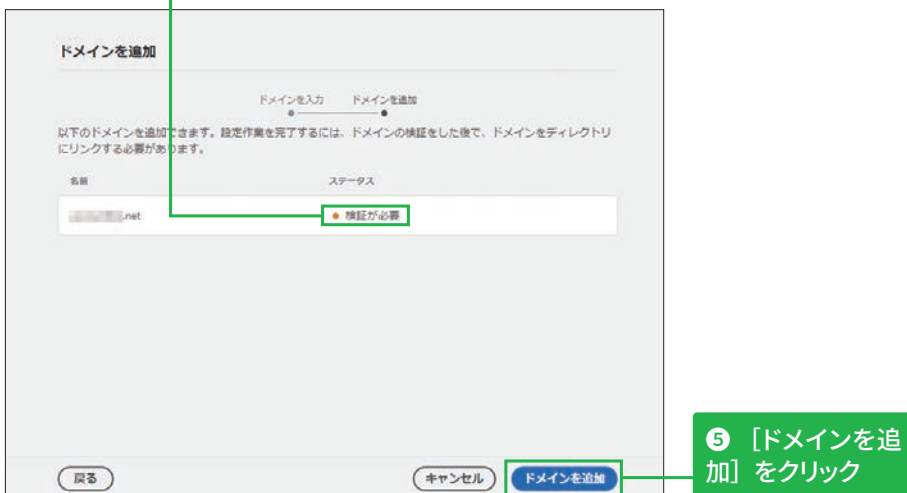 ドメインを追加
ドメインを入力 ドメインを追加
以下のドメインを追加できます。設定作業を完了するには、ドメインの検証をした後で、ドメインをディレクトリ
にリンクする必要があります。
名前 ステータス
.net 検証が必要
戻る キャンセル ドメインを追加
❺ [ドメインを追
加] をクリック